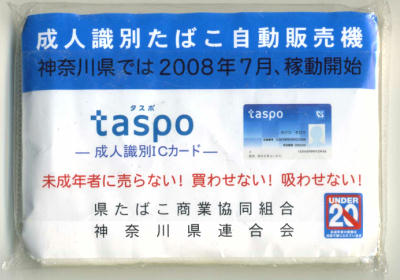 成人識別たばこ自動販売機
神奈川県では2008年7月、稼動開始
タスポ
taspo
成人識別ICカード
taspo
未成年者に売らない! 買わせない! 吸わせない!
県たばこ商業協同組合
神奈川県連合会
UNDER
20